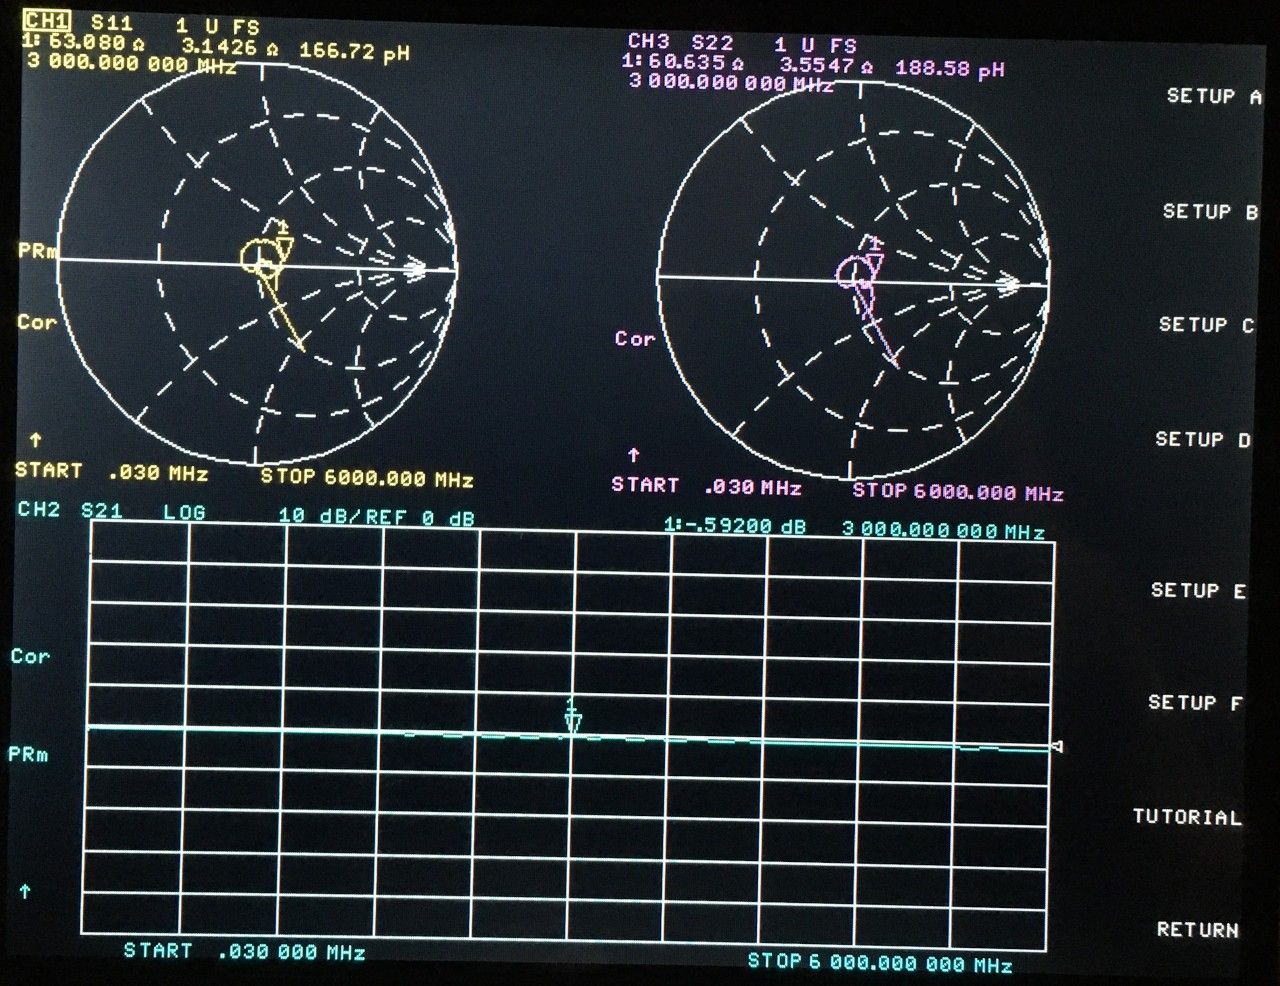 CH1 S11 1 U FS
1: 63.080 Ω 3.1426 Ω 166.72 pH
3 000.000 000 MHz
CH3 S22 1 U FS
1: 60.635 Ω 3.5547 Ω 188.58 pH
3 000.000 000 MHz
SETUP A
SETUP B
SETUP C
SETUP D
SETUP E
SETUP F
TUTORIAL
RETURN
1
PRm
Cor
↑
START .030 MHz STOP 6000.000 MHz
1
Cor
↑
START .030 MHz STOP 6000.000 MHz
CH2 S21 LOG 10 dB/ REF 0 dB 1:-.59200 dB 3 000.000 000 MHz
Cor
1
PRm
↑
START .030 000 MHz STOP 6 000.000 000 MHz